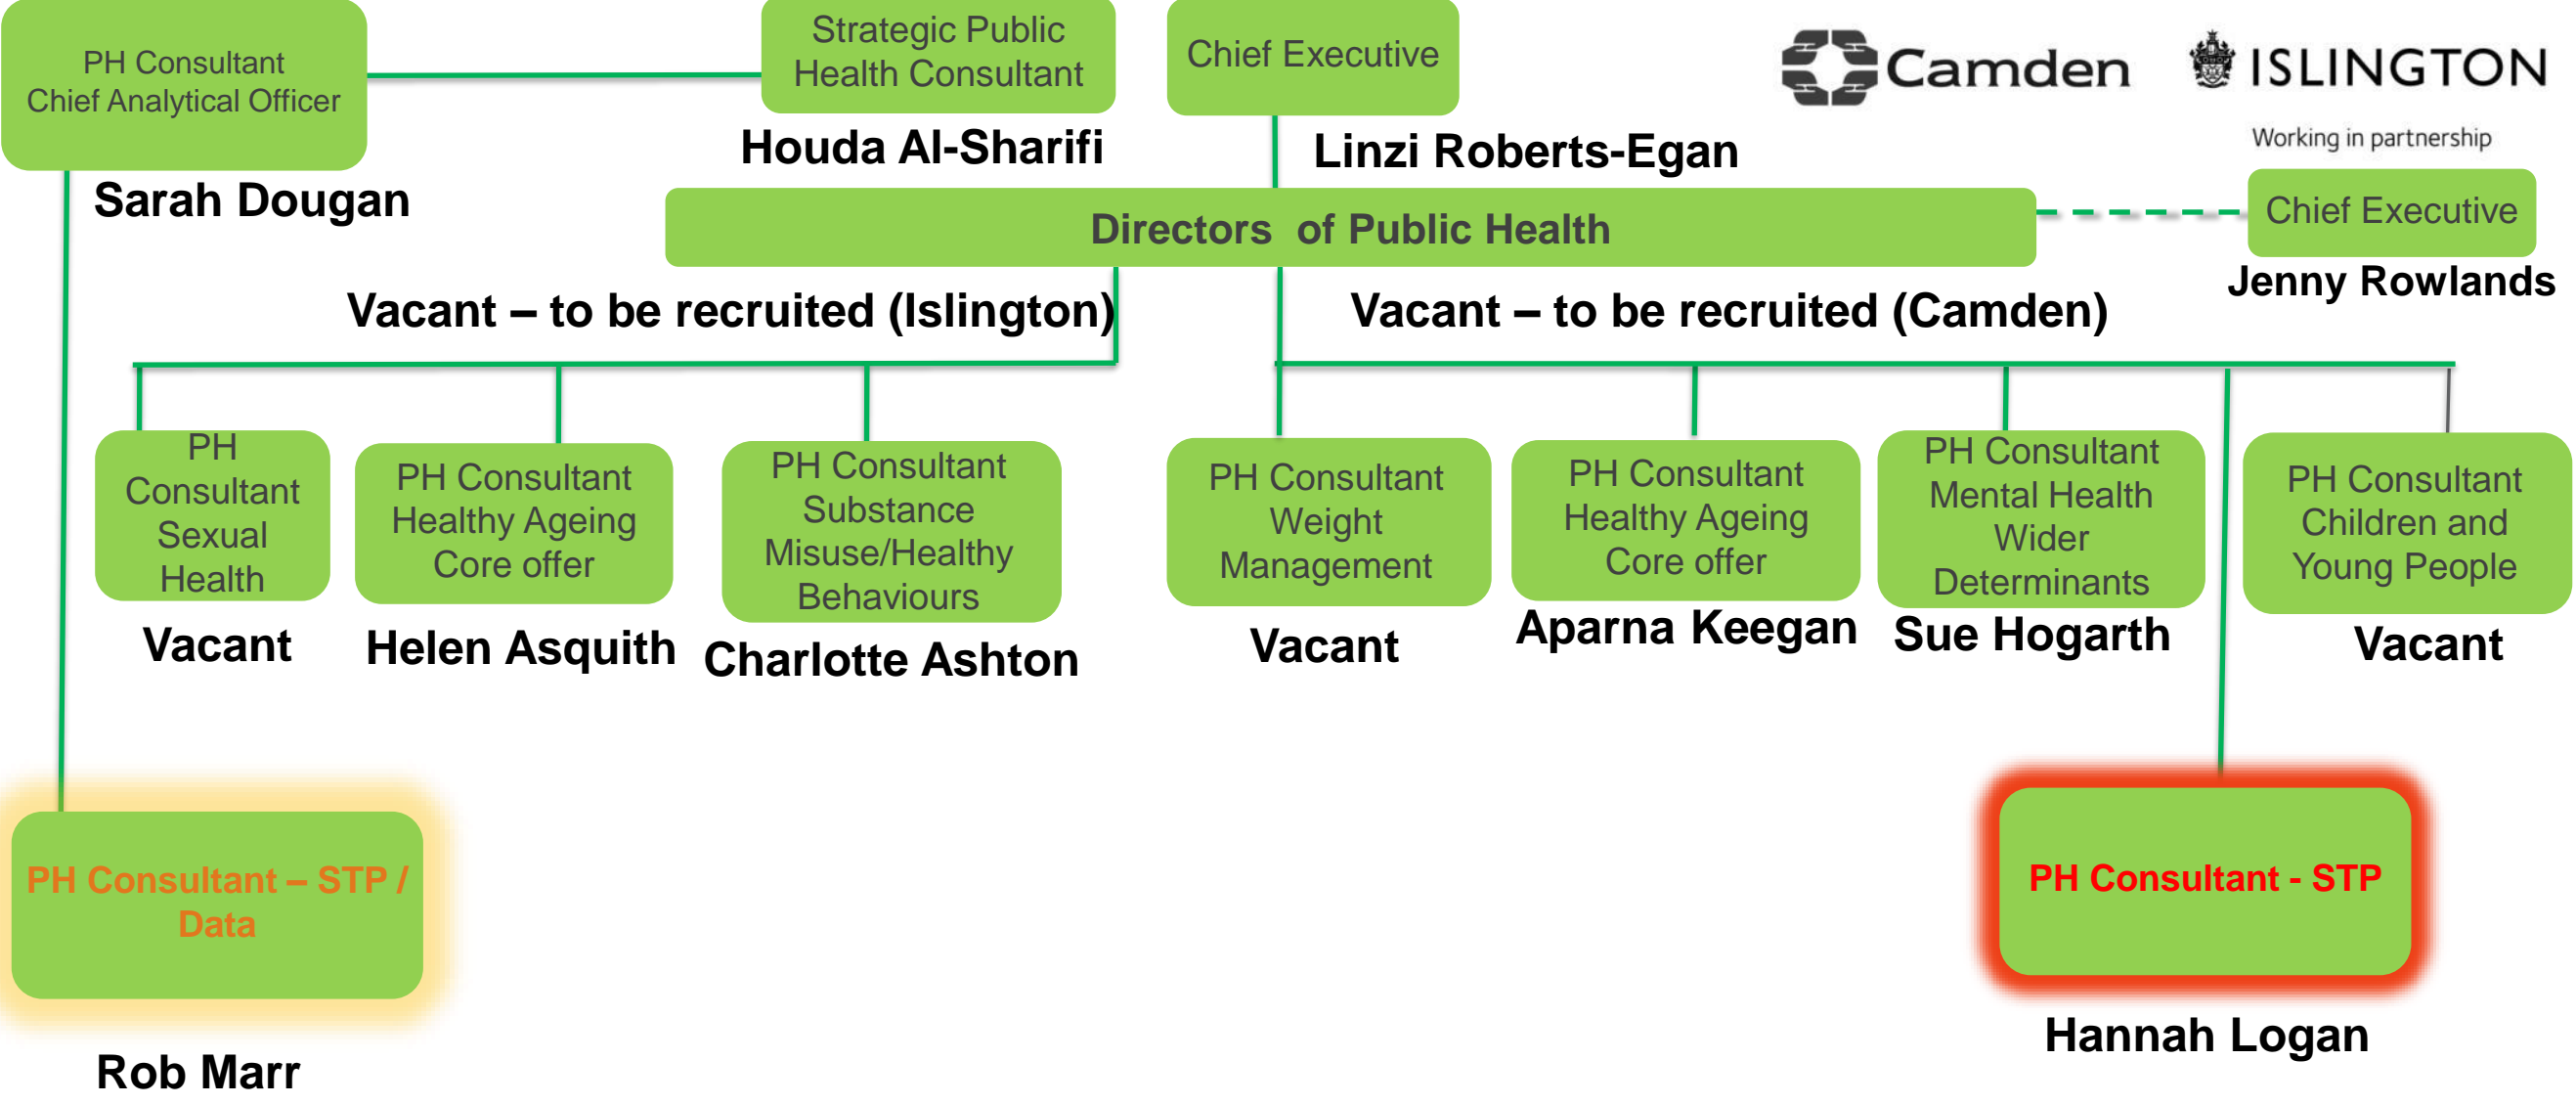 PH Consultant
Chief Analytical Officer
Sarah Dougan
Strategic Public
Health Consultant
Houda Al-Sharifi
Chief Executive
Linzi Roberts-Egan
Camden
ISLINGTON
Working in partnership
Chief Executive
Jenny Rowlands
Directors of Public Health
Vacant – to be recruited (Islington)
Vacant – to be recruited (Camden)
PH
Consultant
Sexual
Health
Vacant
PH Consultant
Healthy Ageing
Core offer
Helen Asquith
PH Consultant
Substance
Misuse/Healthy
Behaviours
Charlotte Ashton
PH Consultant
Weight
Management
Vacant
PH Consultant
Healthy Ageing
Core offer
Aparna Keegan
PH Consultant
Mental Health
Wider
Determinants
Sue Hogarth
PH Consultant
Children and
Young People
Vacant
PH Consultant – STP /
Data
Rob Marr
PH Consultant - STP
Hannah Logan